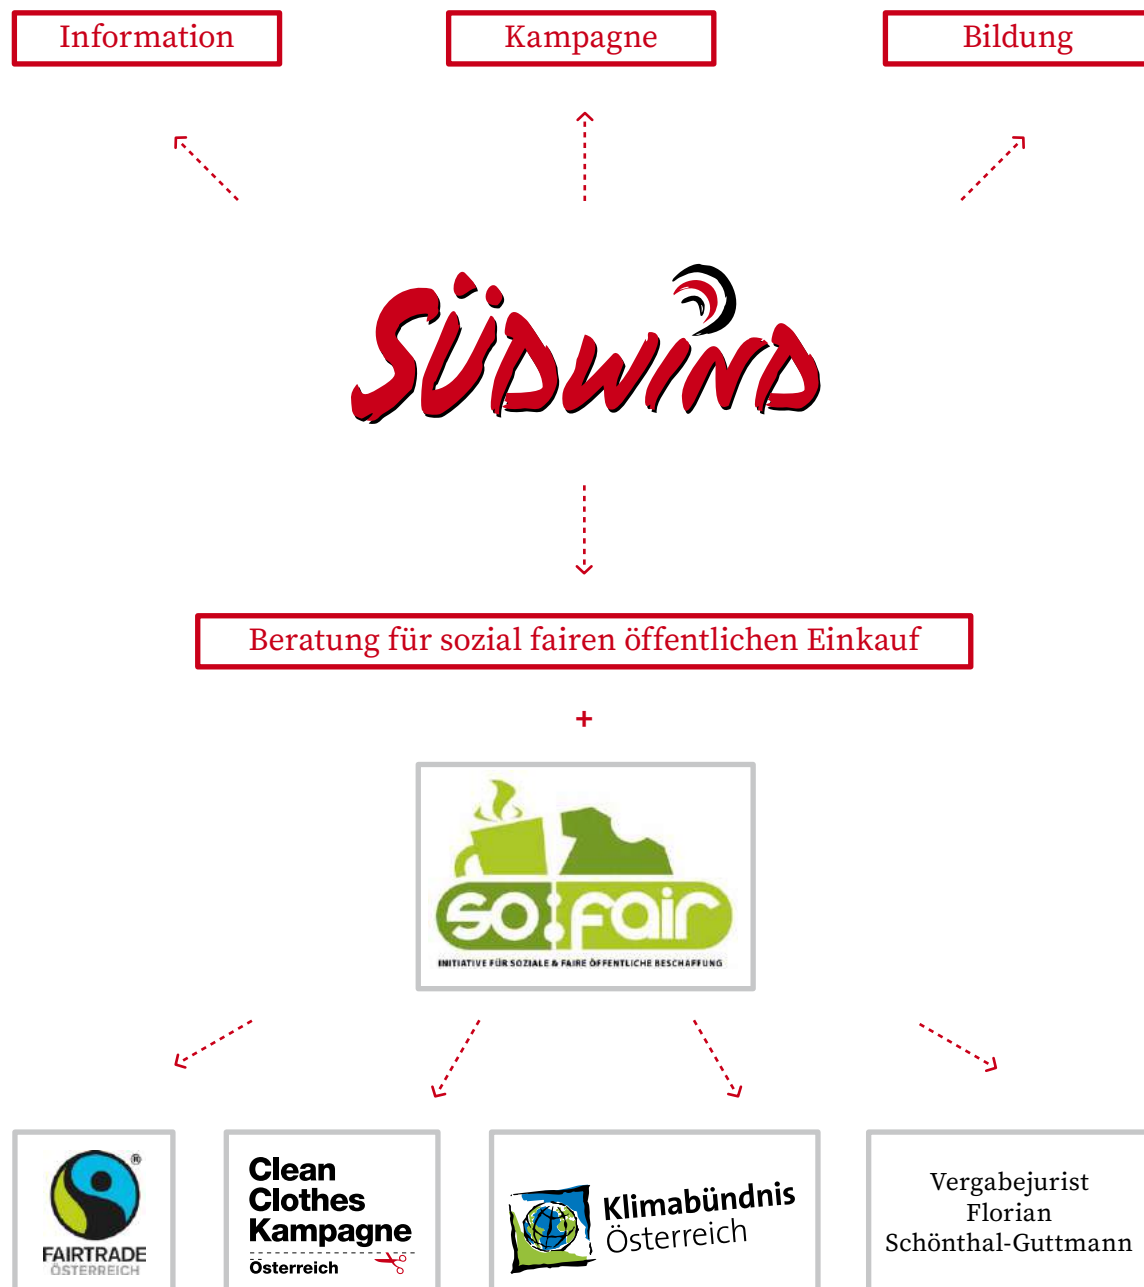 Information
Kampagne
Bildung
SÜDWIND
Beratung für sozial fairen öffentlichen Einkauf
+
so:fair
INITIATIVE FÜR SOZIALE & FAIRE ÖFFENTLICHE BESCHAFFUNG
®
FAIRTRADE
ÖSTERREICH
Clean
Clothes
Kampagne
Österreich
Klimabündnis
Österreich
Vergabejurist
Florian
Schönthal-Guttmann